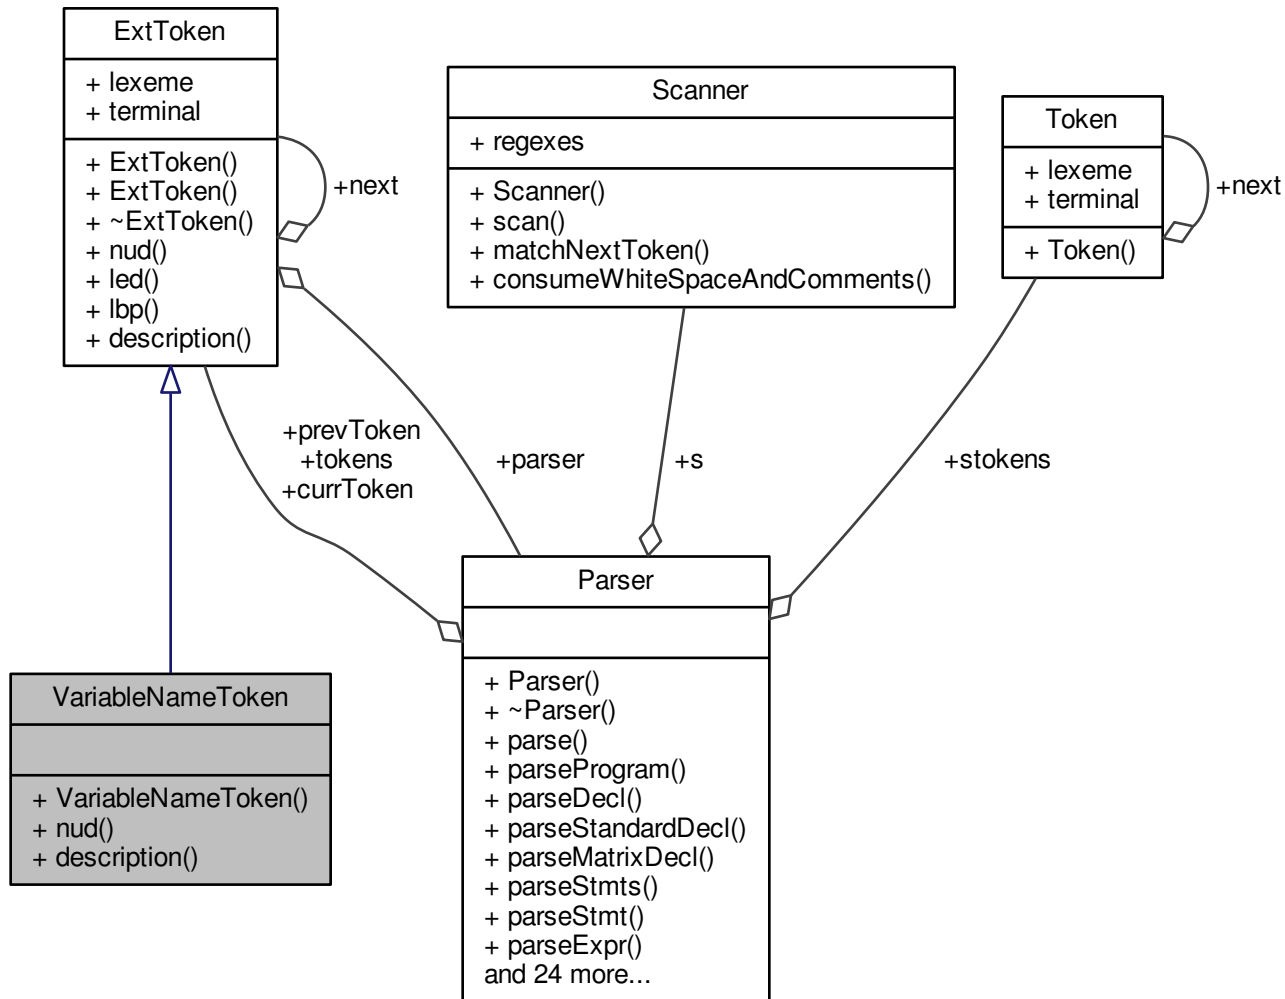 ExtToken
+ lexeme
+ terminal
+ ExtToken()
+ ExtToken()
+ ~ExtToken()
+ nud()
+ led()
+ lbp()
+ description()
+next
Scanner
+ regexes
+ Scanner()
+ scan()
+ matchNextToken()
+ consumeWhiteSpaceAndComments()
Token
+ lexeme
+ terminal
+ Token()
+next
+prevToken
+tokens
+currToken
+parser
+s
+stokens
VariableNameToken
+ VariableNameToken()
+ nud()
+ description()
Parser
+ Parser()
+ ~Parser()
+ parse()
+ parseProgram()
+ parseDecl()
+ parseStandardDecl()
+ parseMatrixDecl()
+ parseStmts()
+ parseStmt()
+ parseExpr()
and 24 more...